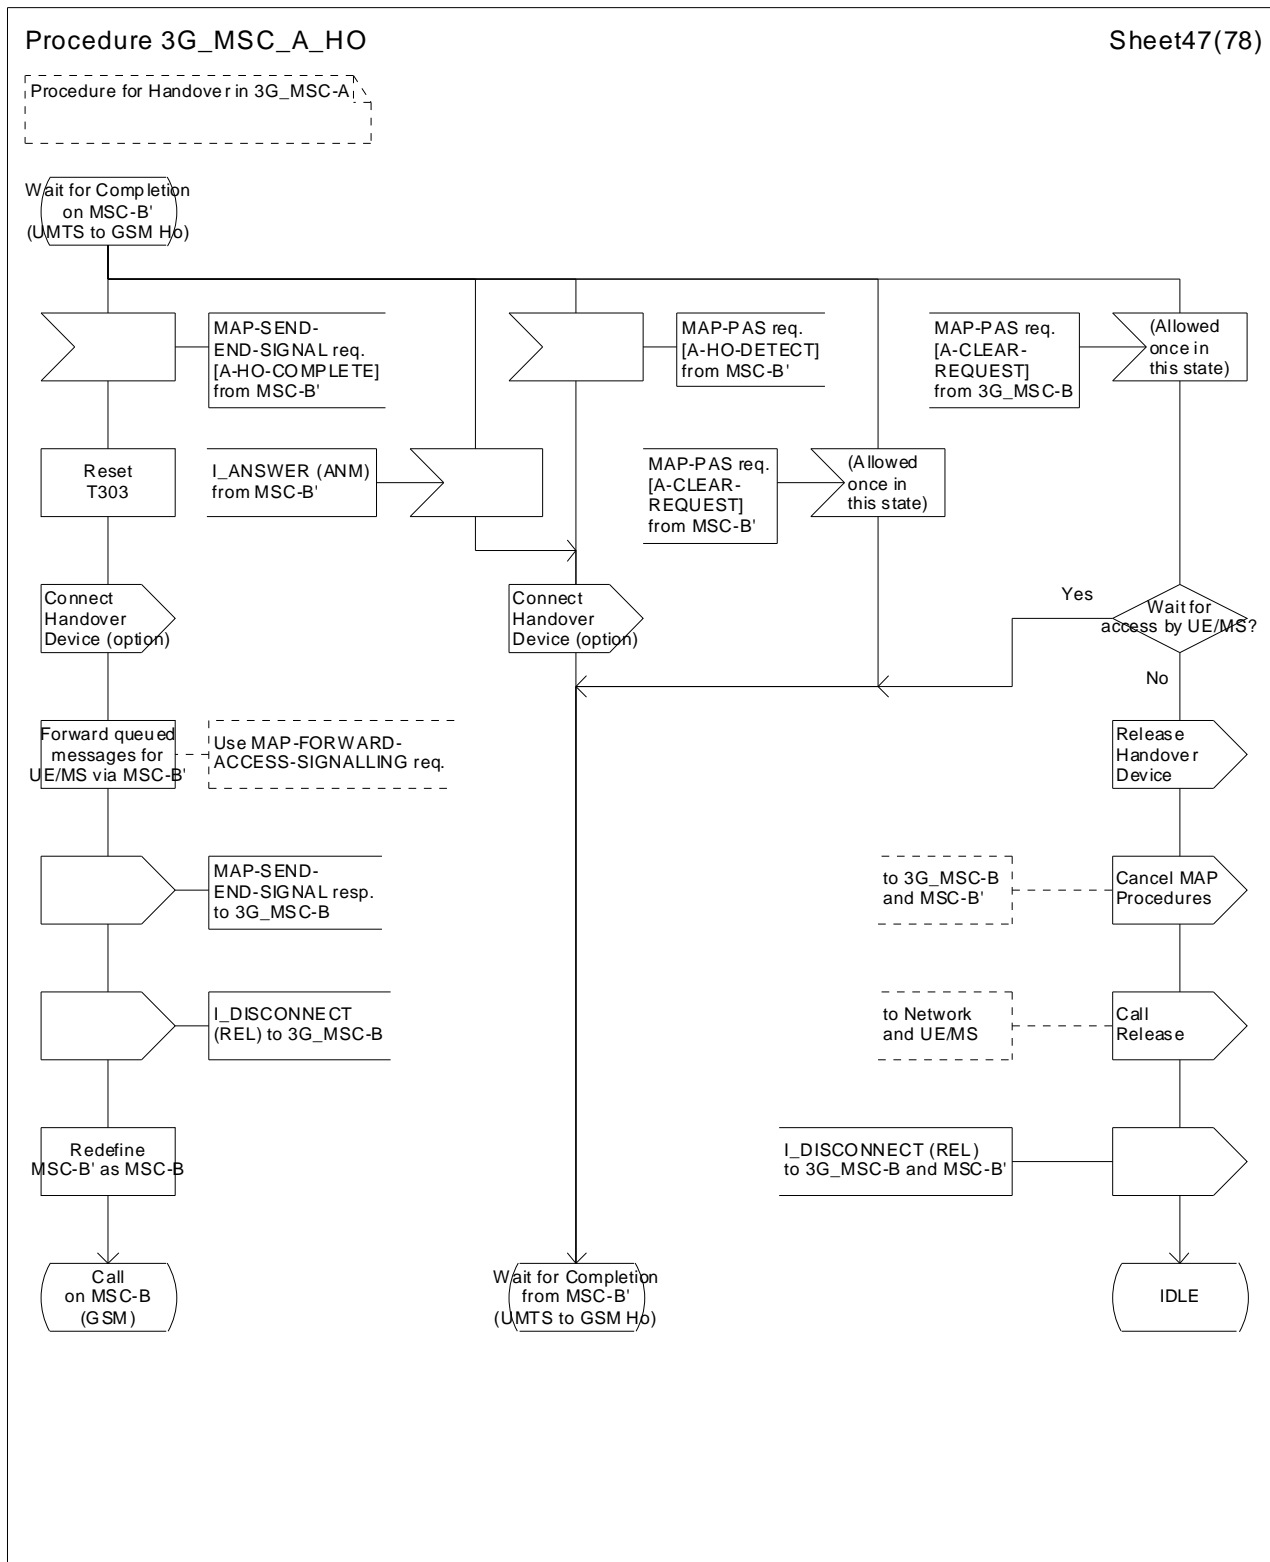 Procedure 3G_MSC_A_HO
Sheet47(78)
Procedure for Handover in 3G_MSC-A
Wait for Completion
on MSC-B'
(UMTS to GSM Ho)
MAP-SEND-
END-SIGNAL req.
[A-HO-COMPLETE]
from MSC-B'
MAP-PAS req.
[A-HO-DETECT]
from MSC-B'
MAP-PAS req.
[A-CLEAR-
REQUEST]
from 3G_MSC-B
(Allowed
once in
this state)
Reset
T303
I_ANSWER (ANM)
from MSC-B'
MAP-PAS req.
[A-CLEAR-
REQUEST]
from MSC-B'
(Allowed
once in
this state)
Connect
Handover
Device (option)
Connect
Handover
Device (option)
Yes
Wait for
access by UE/MS?
No
Forward queued
messages for
UE/MS via MSC-B'
Use MAP-FORWARD-
ACCESS-SIGNALLING req.
Release
Handover
Device
MAP-SEND-
END-SIGNAL resp.
to 3G_MSC-B
to 3G_MSC-B
and MSC-B'
Cancel MAP
Procedures
I_DISCONNECT
(REL) to 3G_MSC-B
to Network
and UE/MS
Call
Release
Redefine
MSC-B' as MSC-B
I_DISCONNECT (REL)
to 3G_MSC-B and MSC-B'
Call
on MSC-B
(GSM)
Wait for Completion
from MSC-B'
(UMTS to GSM Ho)
IDLE